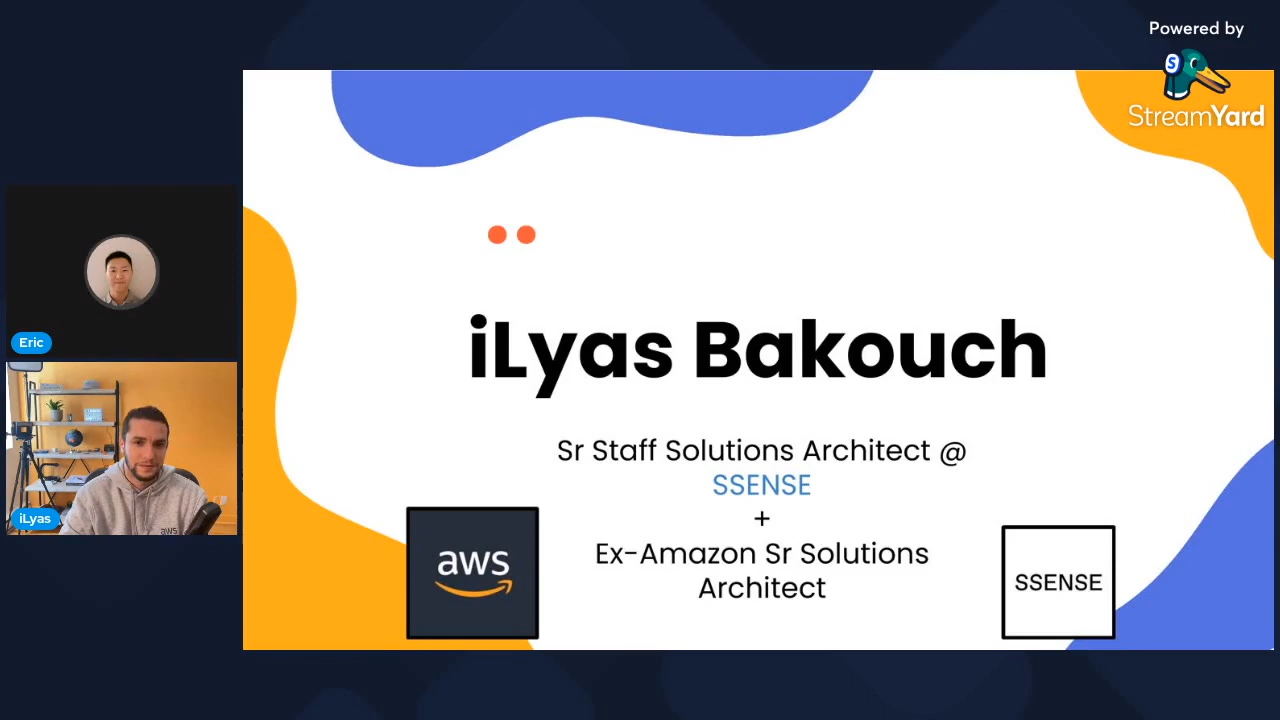 Powered by
S
StreamYard
Eric
iLyas
aws
iLyas Bakouch
Sr Staff Solutions Architect @
SSENSE
+
Ex-Amazon Sr Solutions
Architect
aws
SSENSE